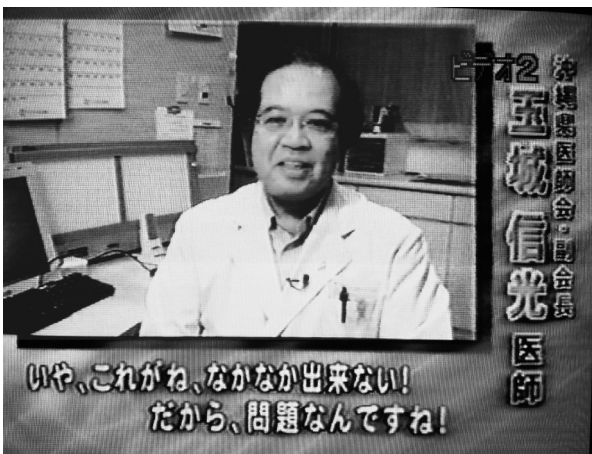 ビデオ2
沖縄県医師会・副会長
玉城信光 医師
いや、これがね、なかなか出来ない!
だから、問題なんですね!